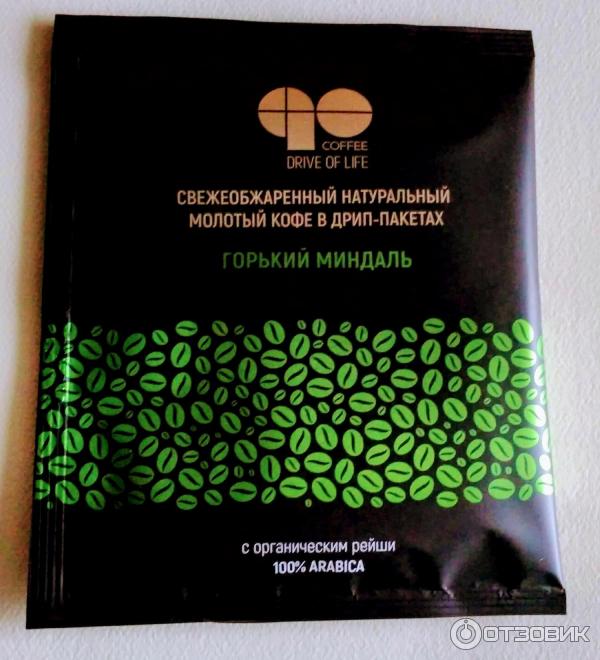 COFFEE
DRIVE OF LIFE
СВЕЖЕОБЖАРЕННЫЙ НАТУРАЛЬНЫЙ
МОЛОТЫЙ КОФЕ В ДРИП-ПАКЕТАХ
ГОРЬКИЙ МИНДАЛЬ
с органическим рейши
100% ARABICA
ОТЗОВИК